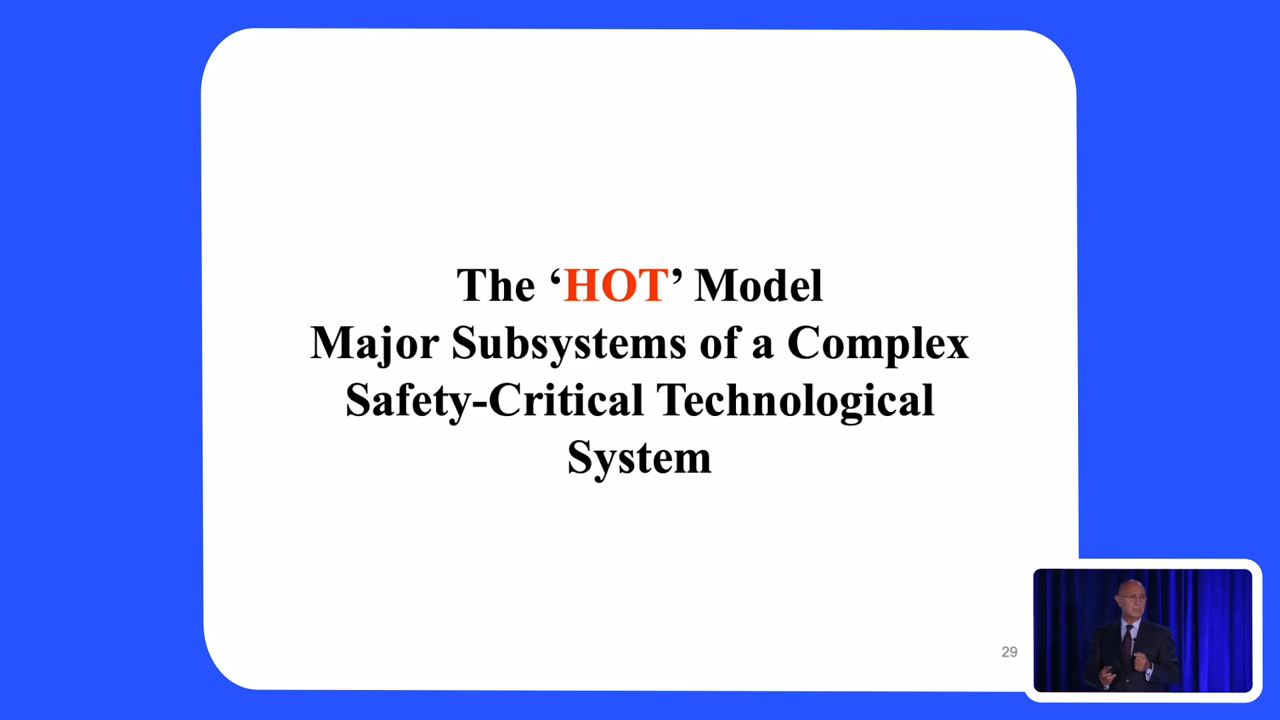 The ‘HOT’ Model
Major Subsystems of a Complex
Safety-Critical Technological
System
29